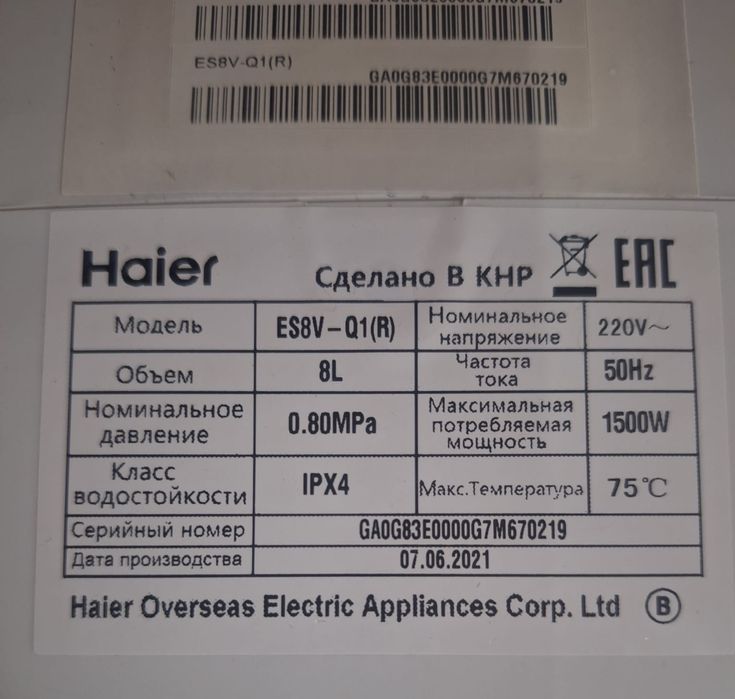 ES8V-Q1(R)
GA0G83E0000G7M670219
Haier Сделано В КНР EAC
Модель ES8V-Q1(R) Номинальное напряжение 220V~
Объем 8L Частота тока 50Hz
Номинальное давление 0.80MPa Максимальная потребляемая мощность 1500W
Класс водостойкости IPX4 Макс.Температура 75℃
Серийный номер GA0G83E0000G7M670219
Дата производства 07.06.2021
Haier Overseas Electric Appliances Corp. Ltd B